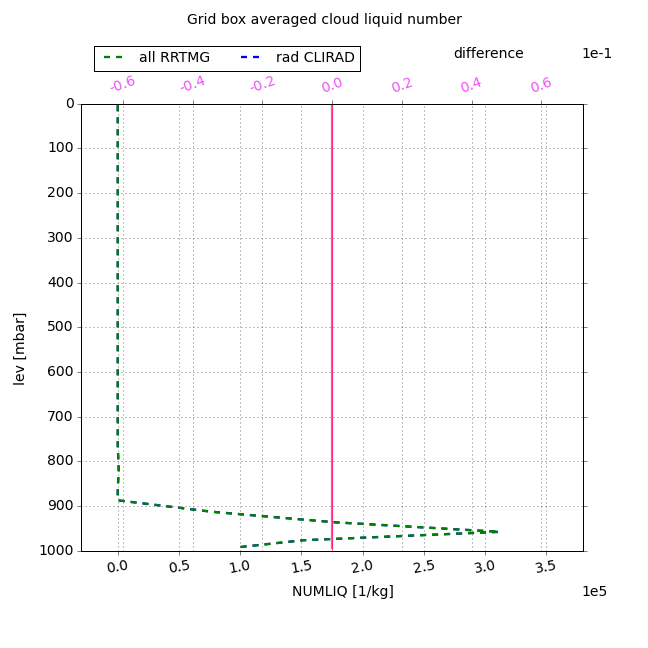 Grid box averaged cloud liquid number
all RRTMG rad CLIRAD
difference 1e-1
-0.6 -0.4 -0.2 0.0 0.2 0.4 0.6
0
100
200
300
400
500
600
700
800
900
1000
lev [mbar]
0.0 0.5 1.0 1.5 2.0 2.5 3.0 3.5
NUMLIQ [1/kg] 1e5